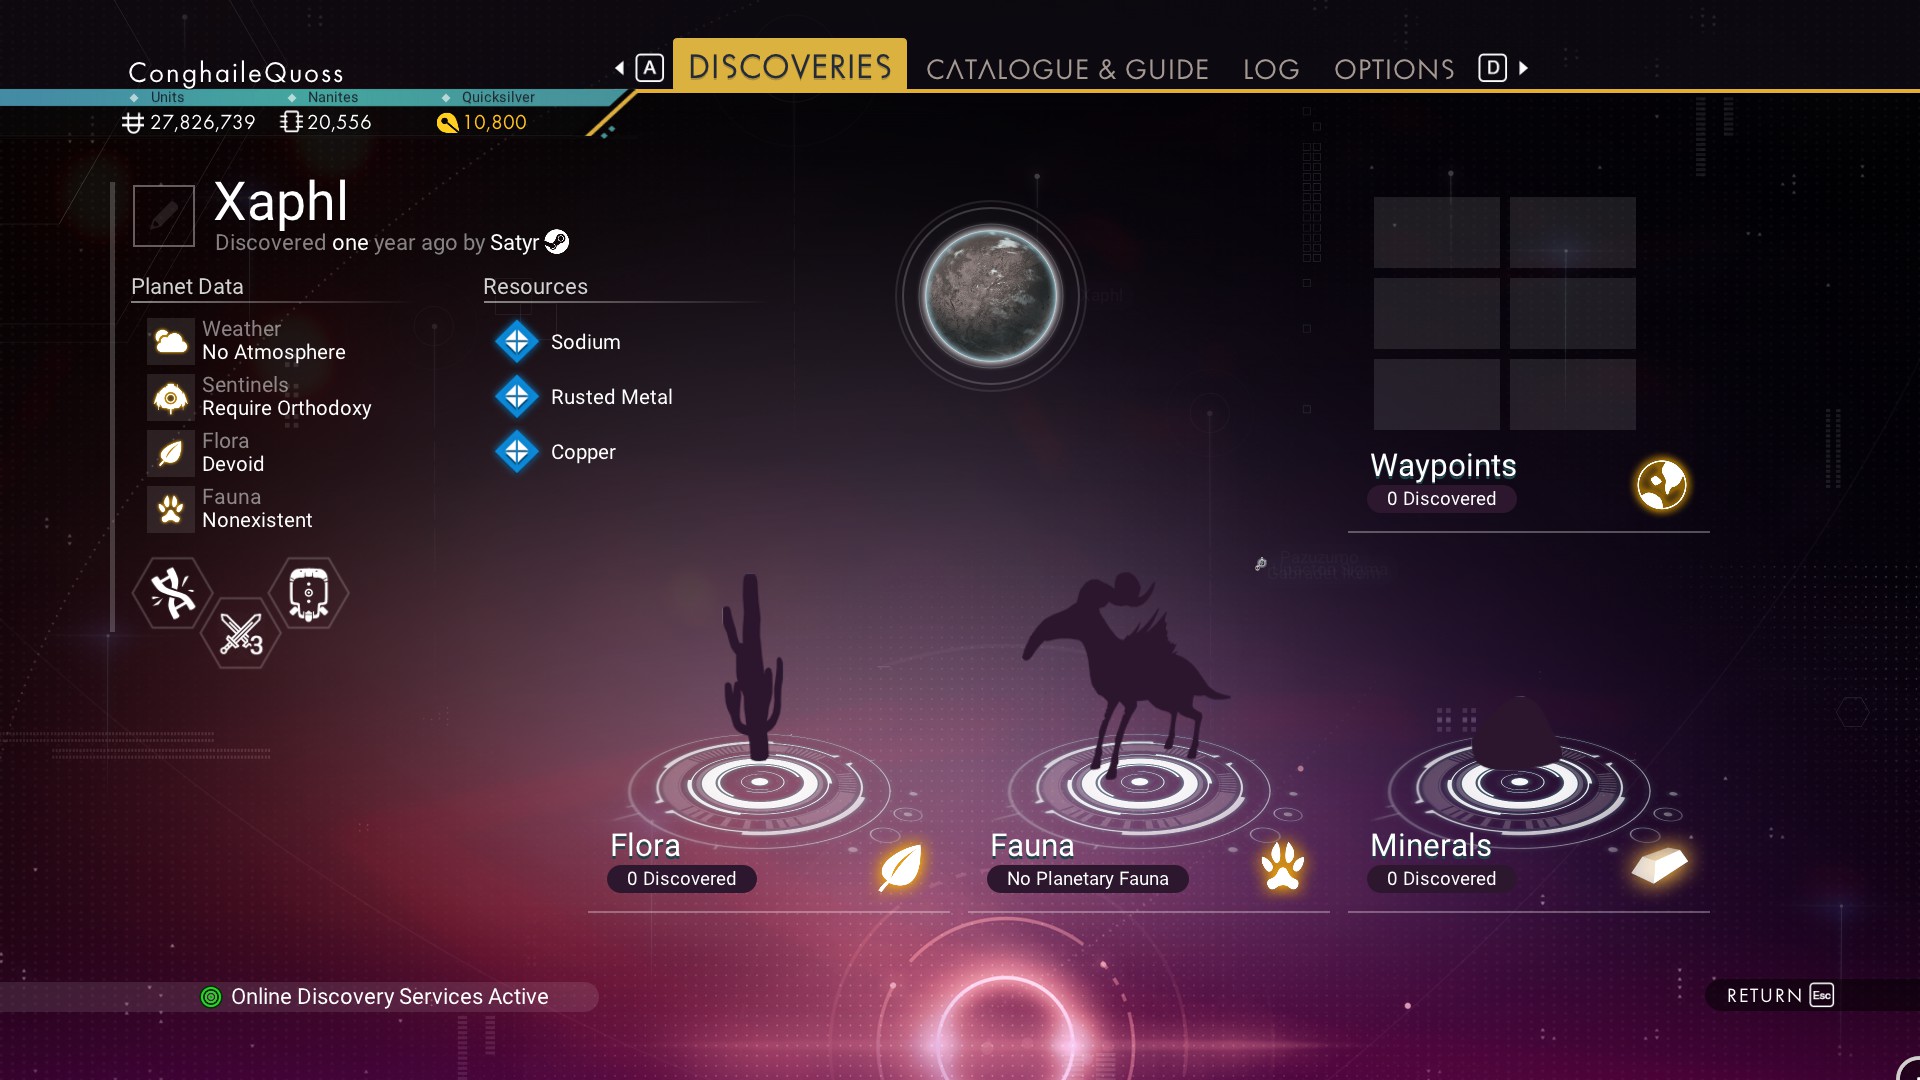 ConghaileQuoss
Units Nanites Quicksilver
27,826,739 20,556 10,800
A DISCOVERIES CATALOGUE & GUIDE LOG OPTIONS D
Xaphl
Discovered one year ago by Satyr
Planet Data
Weather
No Atmosphere
Sentinels
Require Orthodoxy
Flora
Devoid
Fauna
Nonexistent
3
Resources
Sodium
Rusted Metal
Copper
Waypoints
0 Discovered
Flora
0 Discovered
Fauna
No Planetary Fauna
Minerals
0 Discovered
Online Discovery Services Active
RETURN Esc